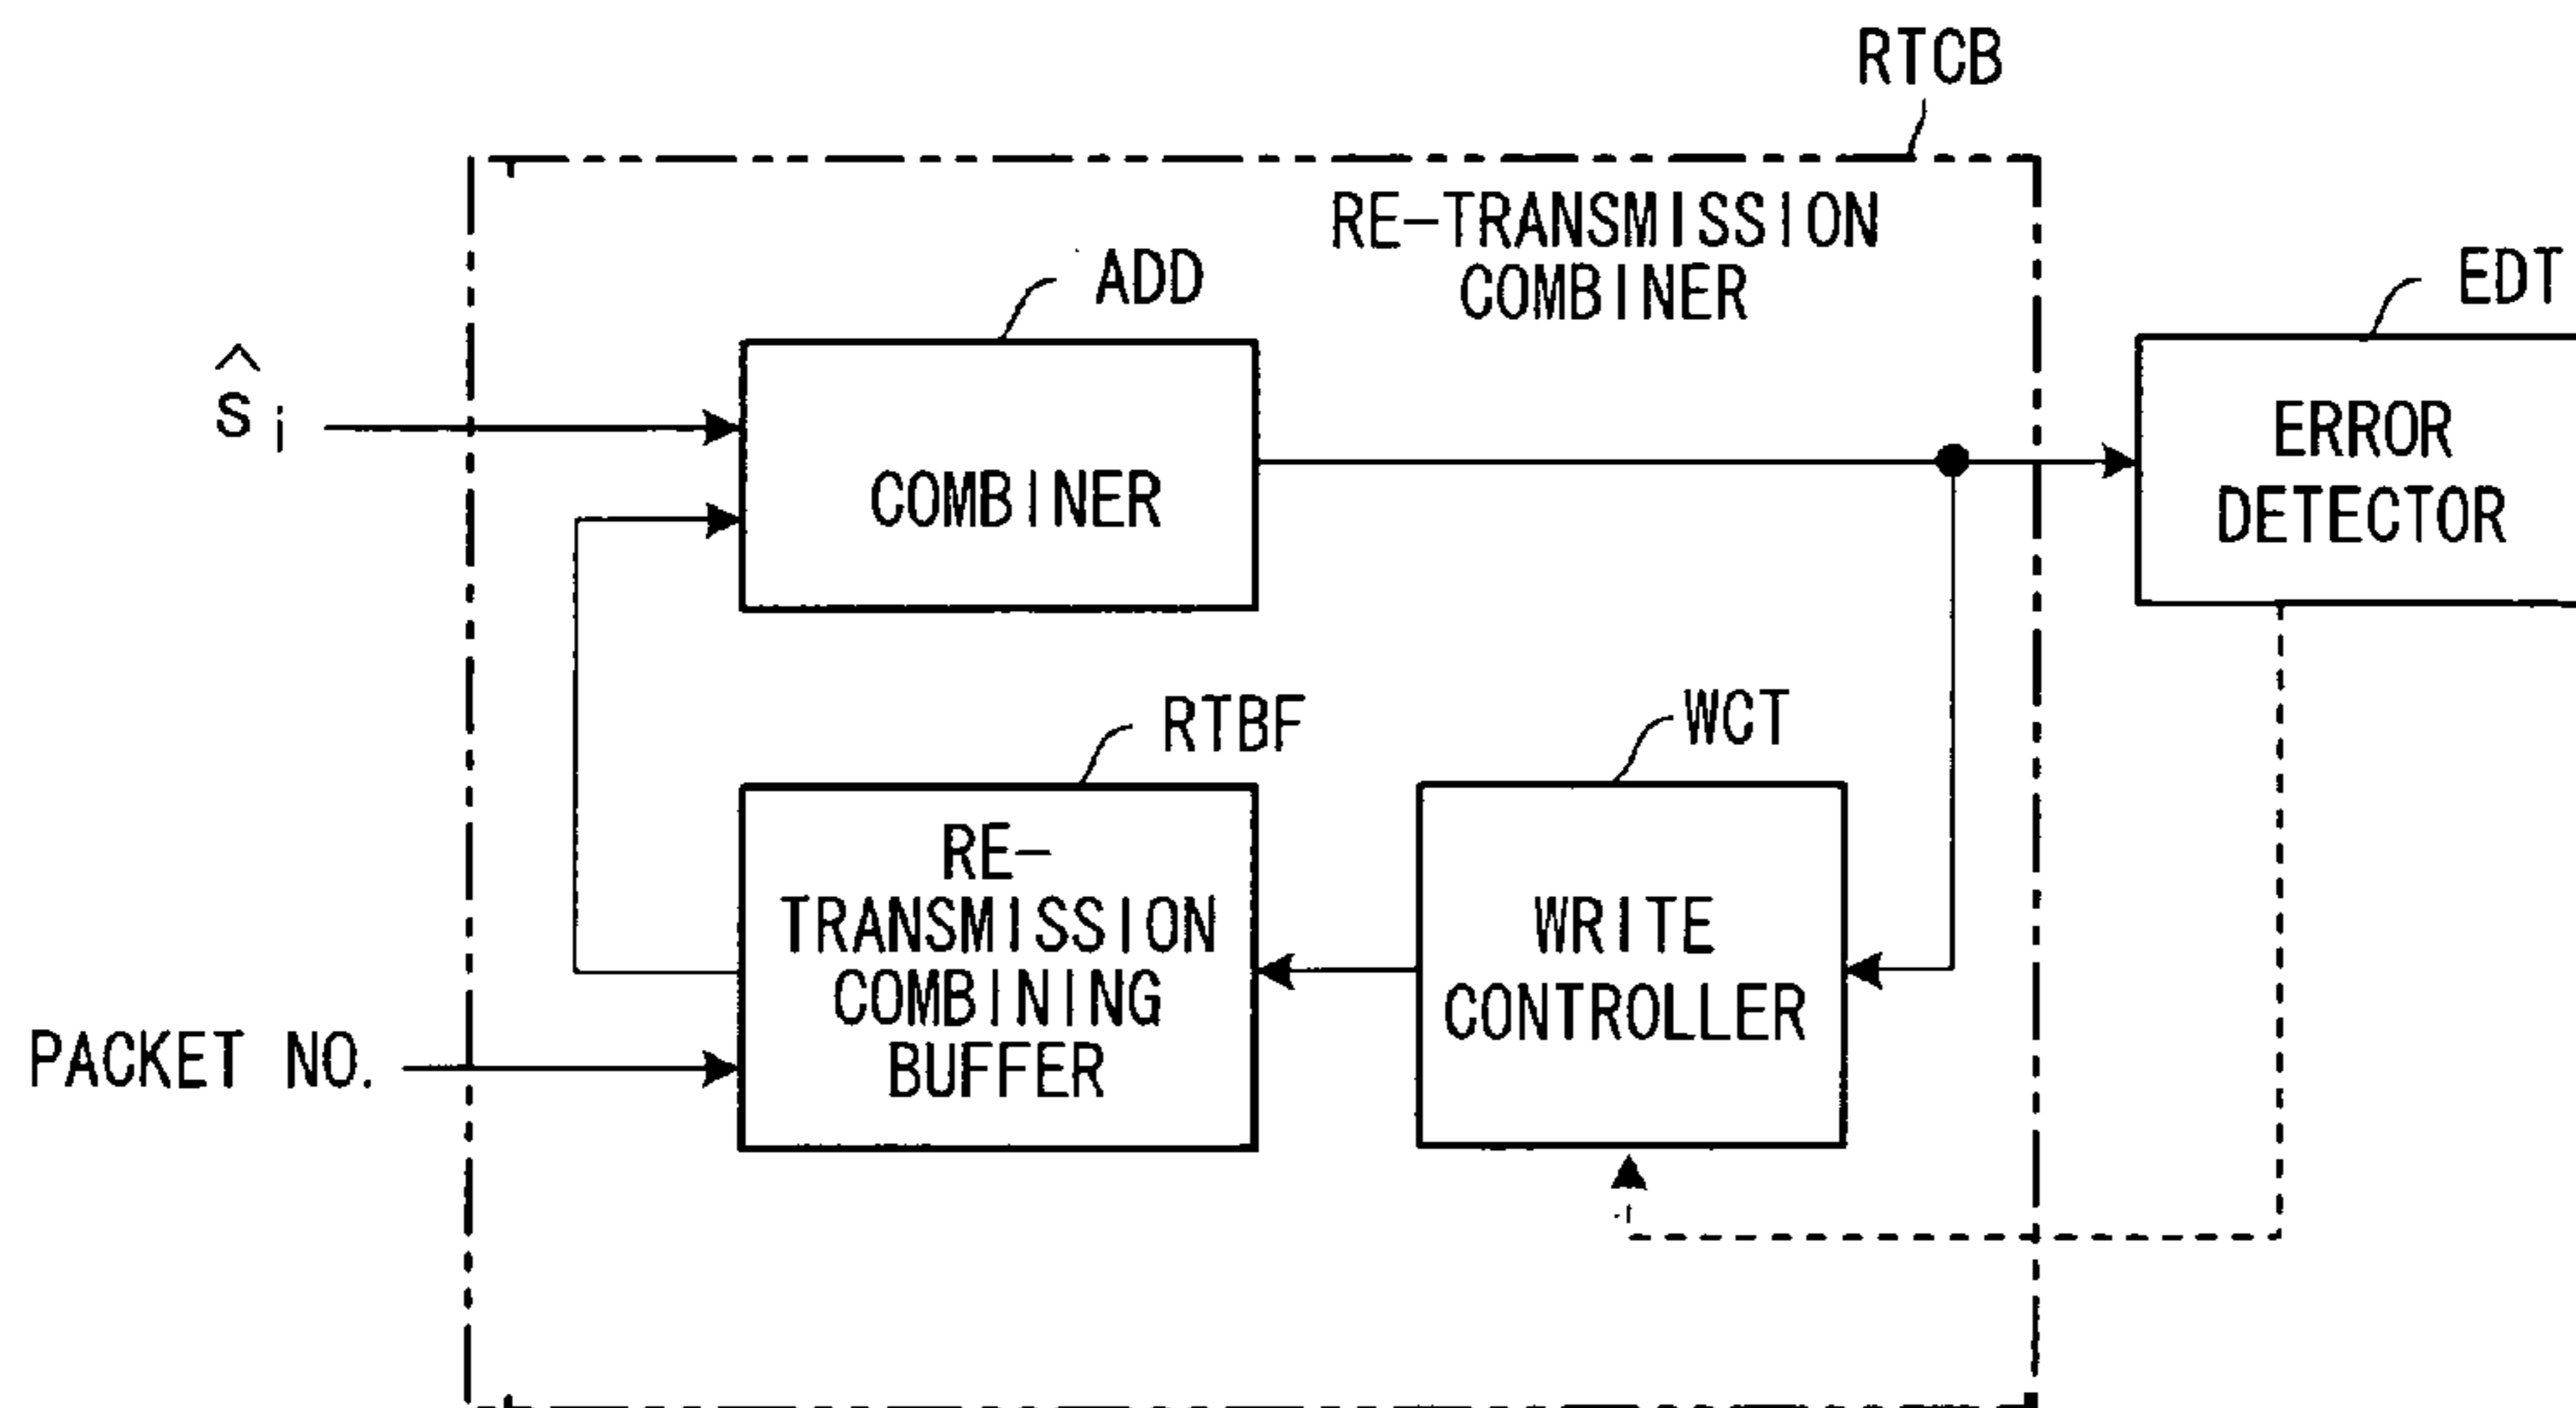 RTCB
RE-TRANSMISSION
COMBINER
ADD
EDT
ŝi
COMBINER
ERROR
DETECTOR
RTBF
WCT
RE-
TRANSMISSION
COMBINING
BUFFER
WRITE
CONTROLLER
PACKET NO.